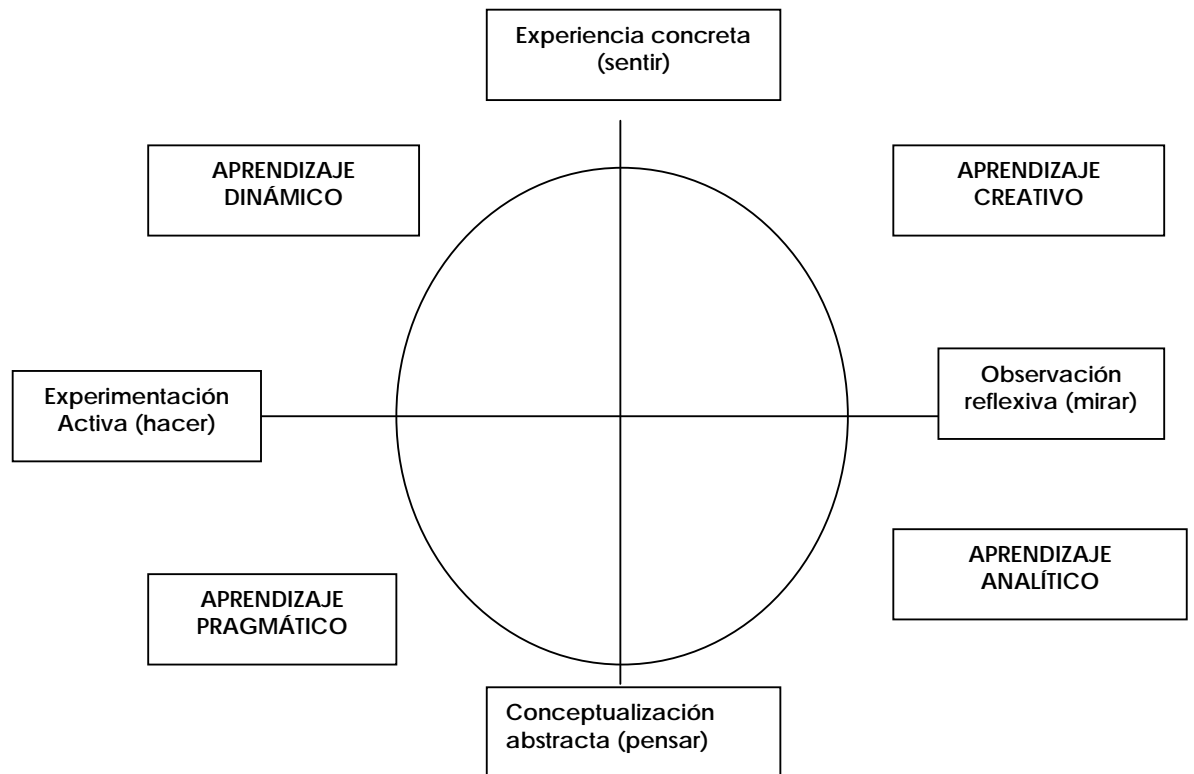 Experiencia concreta
(sentir)
APRENDIZAJE
DINÁMICO
APRENDIZAJE
CREATIVO
Experimentación
Activa (hacer)
Observación
reflexiva (mirar)
APRENDIZAJE
PRAGMÁTICO
APRENDIZAJE
ANALÍTICO
Conceptualización
abstracta (pensar)